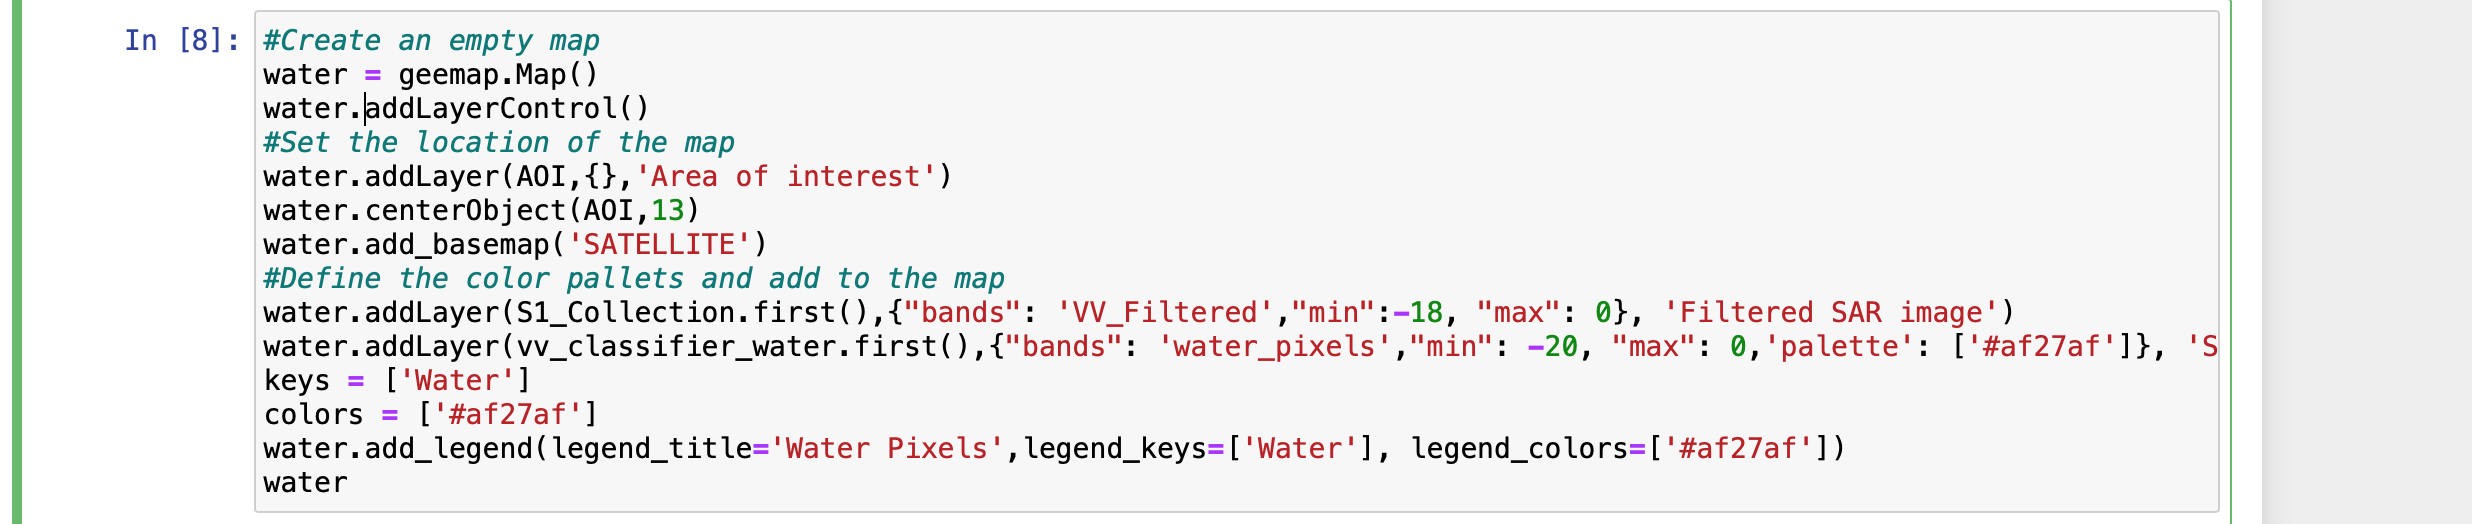 In [8]: #Create an empty map
water = geemap.Map()
water.addLayerControl()
#Set the location of the map
water.addLayer(AOI,{},'Area of interest')
water.centerObject(AOI,13)
water.add_basemap('SATELLITE')
#Define the color pallets and add to the map
water.addLayer(S1_Collection.first(),{"bands": 'VV_Filtered',"min":-18, "max": 0}, 'Filtered SAR image')
water.addLayer(vv_classifier_water.first(),{"bands": 'water_pixels',"min": -20, "max": 0,'palette': ['#af27af']}, 'S
keys = ['Water']
colors = ['#af27af']
water.add_legend(legend_title='Water Pixels',legend_keys=['Water'], legend_colors=['#af27af'])
water